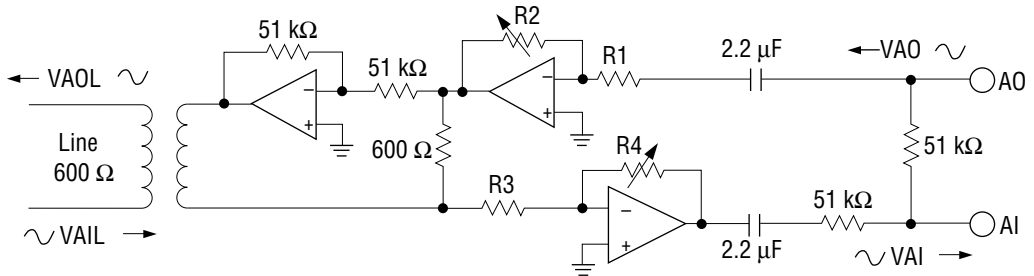 51 kΩ
R2
VAOL
51 kΩ
R1
2.2 μF
VAO
AO
−
+
−
+
Line
600 Ω
600 Ω
R4
51 kΩ
R3
51 kΩ
−
+
AI
VAIL
2.2 μF
VAI